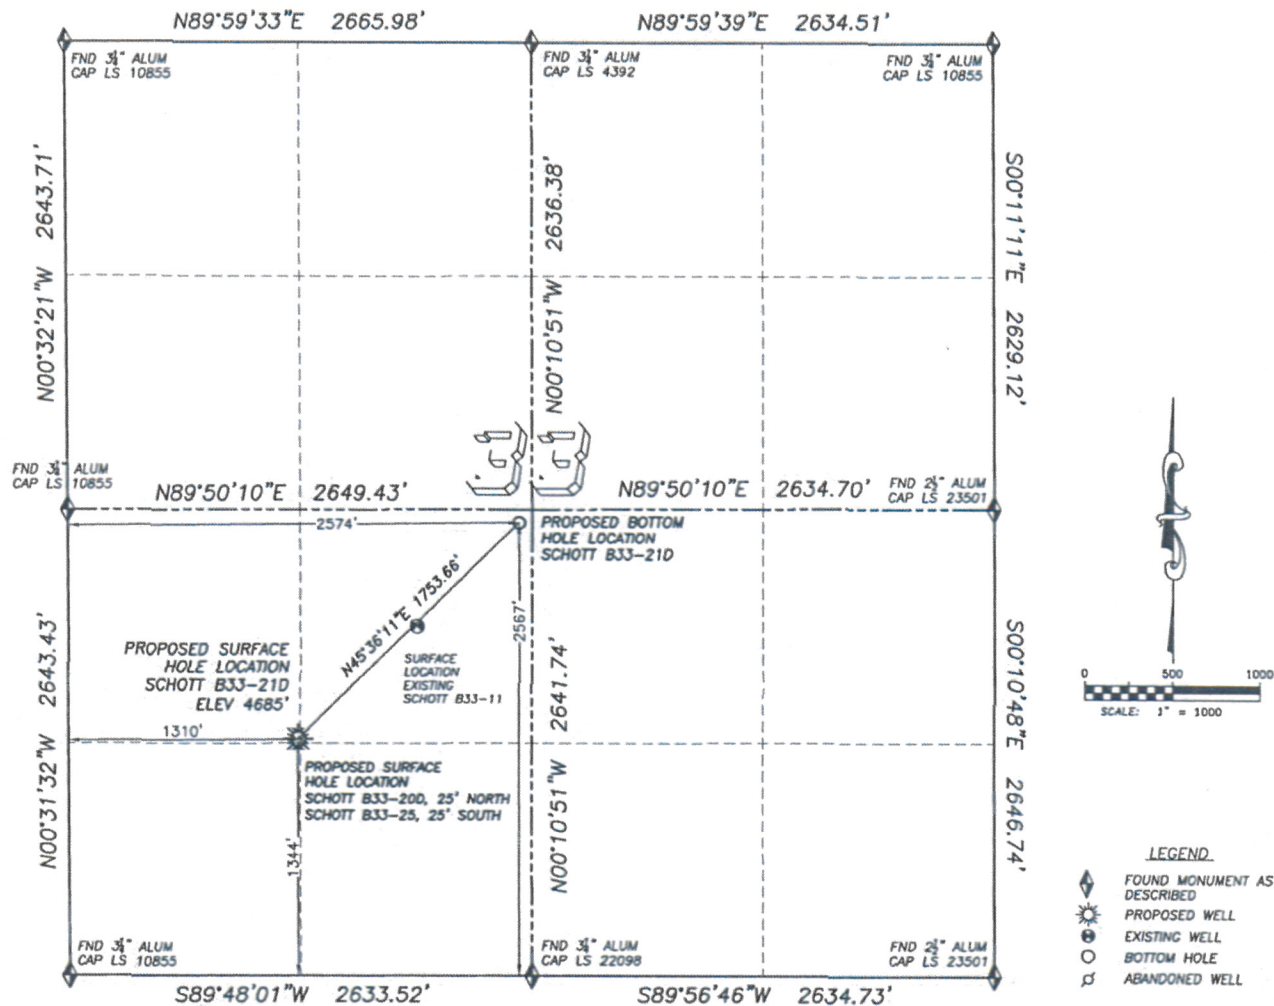 N89°59'33"E 2665.98'
N89°59'39"E 2634.51'
FND 3¼" ALUM
CAP LS 10855
FND 3¼" ALUM
CAP LS 4392
FND 3¼" ALUM
CAP LS 10855
N00°32'21"W 2643.71'
N00°10'51"W 2636.38'
S00°11'11"E 2629.12'
FND 3¼" ALUM
CAP LS 10855
N89°50'10"E 2649.43'
N89°50'10"E 2634.70'
FND 2½" ALUM
CAP LS 23501
2574'
PROPOSED BOTTOM
HOLE LOCATION
SCHOTT B33-21D
N45°36'11"E 1753.66'
2567'
PROPOSED SURFACE
HOLE LOCATION
SCHOTT B33-21D
ELEV 4685'
SURFACE
LOCATION
EXISTING
SCHOTT B33-11
1310'
N00°31'32"W 2643.43'
N00°10'51"W 2641.74'
S00°10'48"E 2646.74'
PROPOSED SURFACE
HOLE LOCATION
SCHOTT B33-20D, 25' NORTH
SCHOTT B33-25, 25' SOUTH
1344'
FND 3¼" ALUM
CAP LS 10855
FND 3¼" ALUM
CAP LS 22098
FND 2½" ALUM
CAP LS 23501
S89°48'01"W 2633.52'
S89°56'46"W 2634.73'
0 500 1000
SCALE: 1" = 1000
LEGEND
FOUND MONUMENT AS
DESCRIBED
PROPOSED WELL
EXISTING WELL
BOTTOM HOLE
ABANDONED WELL